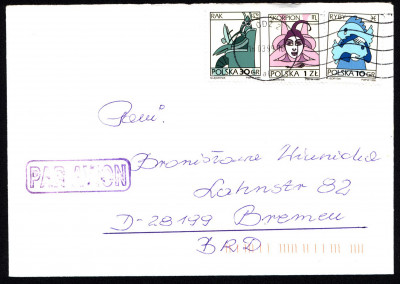 RAK
SKORPION
RYBY
POLSKA 30 GR
POLSKA 1 ZŁ
POLSKA 10 GR
Pani:
PAR AVION
Bronisława
Lahnstr 82
D-28199 Bremen
BRD